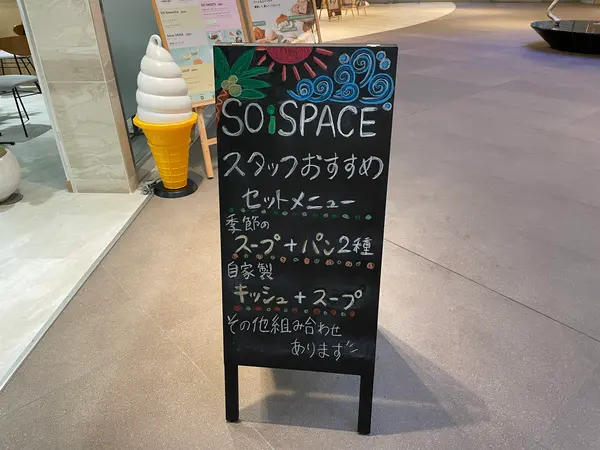 SOiSPACE
スタッフおすすめ
セットメニュー
季節の
スープ+パン2種
自家製
キッシュ+スープ
その他組み合わせ
あります